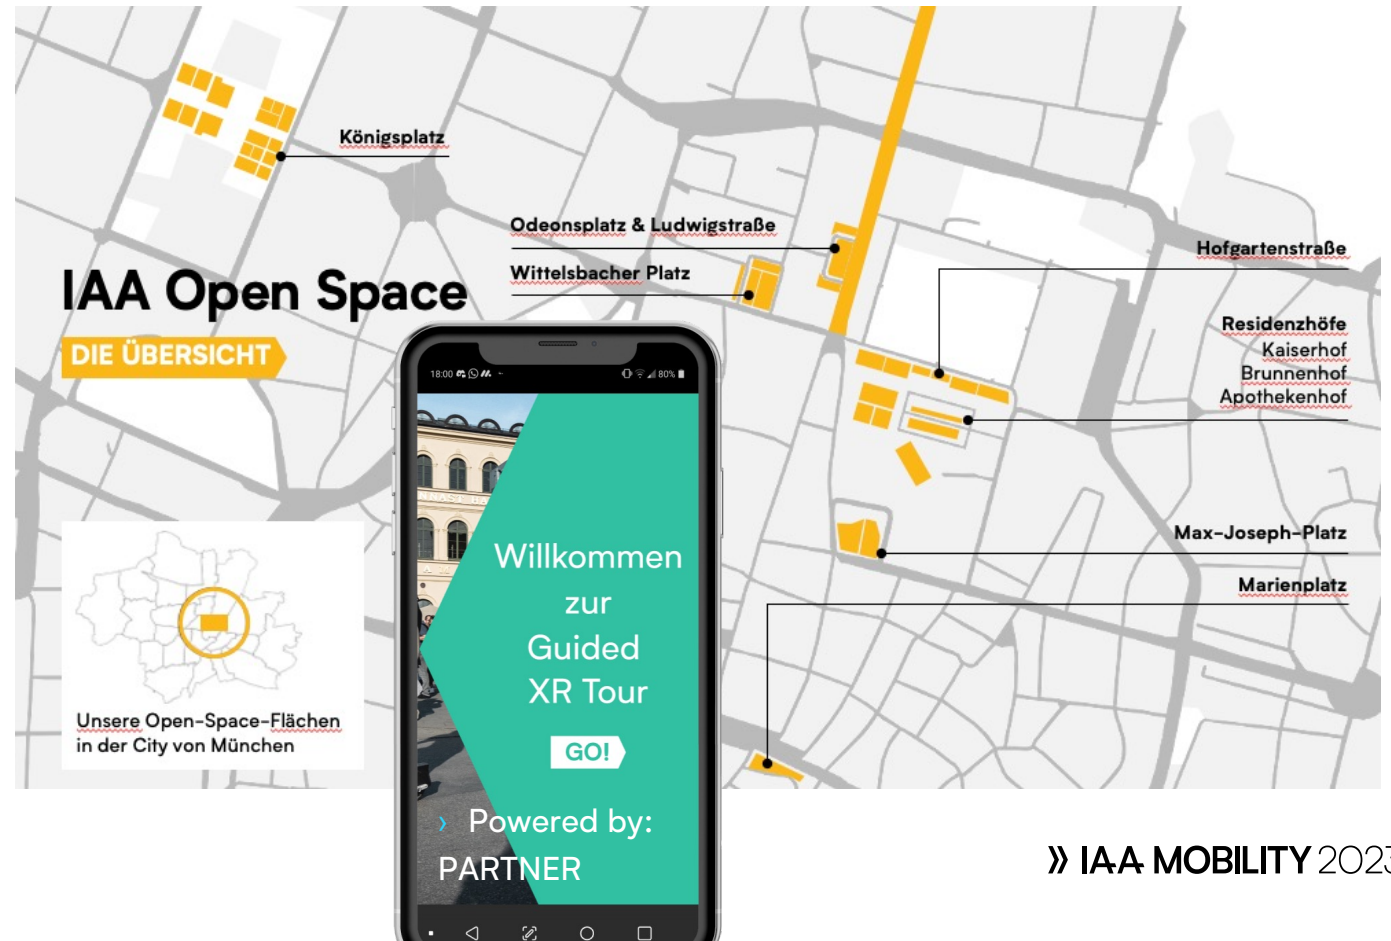 Königsplatz
Odeonsplatz & Ludwigstraße
Wittelsbacher Platz
Hofgartenstraße
IAA Open Space
DIE ÜBERSICHT
Residenzhöfe
Kaiserhof
Brunnenhof
Apothekenhof
Max-Joseph-Platz
Marienplatz
Unsere Open-Space-Flächen
in der City von München
18:00
80%
Willkommen
zur
Guided
XR Tour
GO!
› Powered by:
PARTNER
» IAA MOBILITY 2023